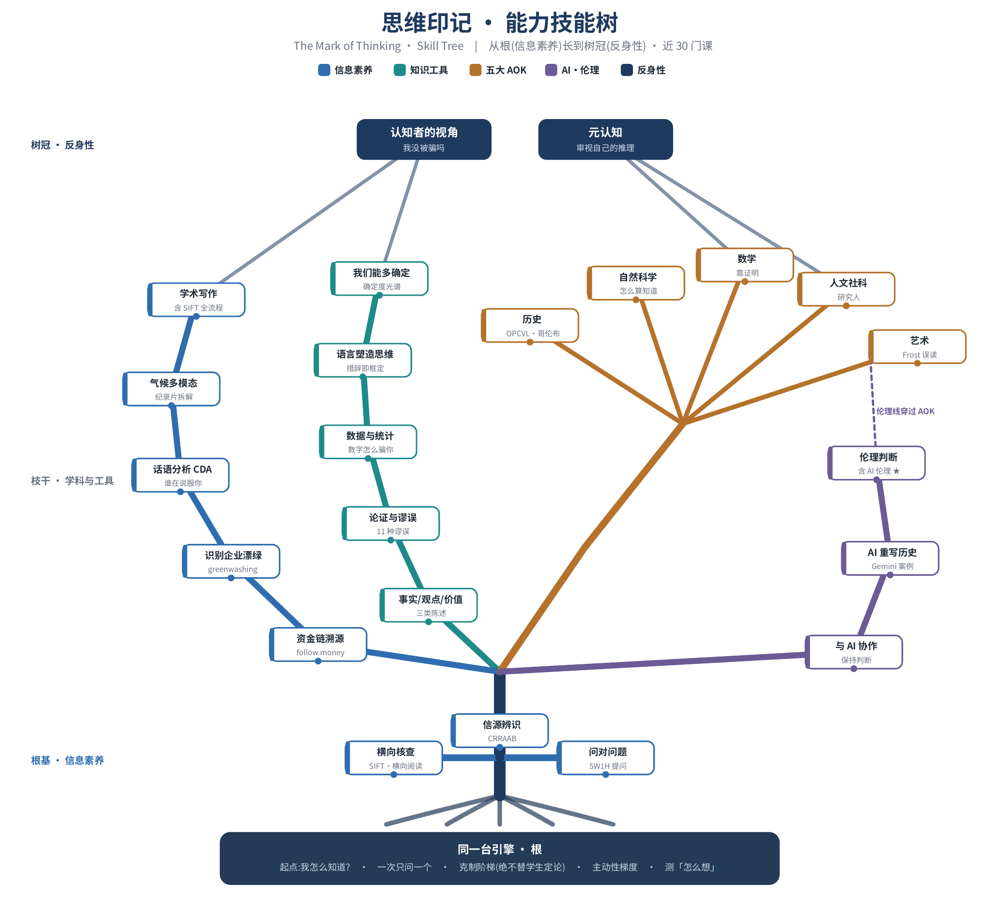 思维印记 · 能力技能树
The Mark of Thinking · Skill Tree | 从根(信息素养)长到树冠(反身性) · 近 30 门课
信息素养 知识工具 五大 AOK AI·伦理 反身性
树冠 · 反身性
认知者的视角
我没被骗吗
元认知
审视自己的推理
学术写作
含 SIFT 全流程
我们能多确定
确定度光谱
历史
OPCVL·哥伦布
自然科学
怎么算知道
数学
靠证明
人文社科
研究人
艺术
Frost 误读
语言塑造思维
措辞即框定
气候多模态
纪录片拆解
伦理线穿过 AOK
数据与统计
数字怎么骗你
枝干 · 学科与工具
话语分析 CDA
谁在说服你
伦理判断
含 AI 伦理 ★
论证与谬误
11 种谬误
识别企业漂绿
greenwashing
AI 重写历史
Gemini 案例
事实/观点/价值
三类陈述
资金链溯源
follow money
与 AI 协作
保持判断
根基 · 信息素养
信源辨识
CRRAAB
横向核查
SIFT·横向阅读
问对问题
5W1H 提问
同一台引擎 · 根
起点:我怎么知道? · 一次只问一个 · 克制阶梯(绝不替学生定论) · 主动性梯度 · 测「怎么想」